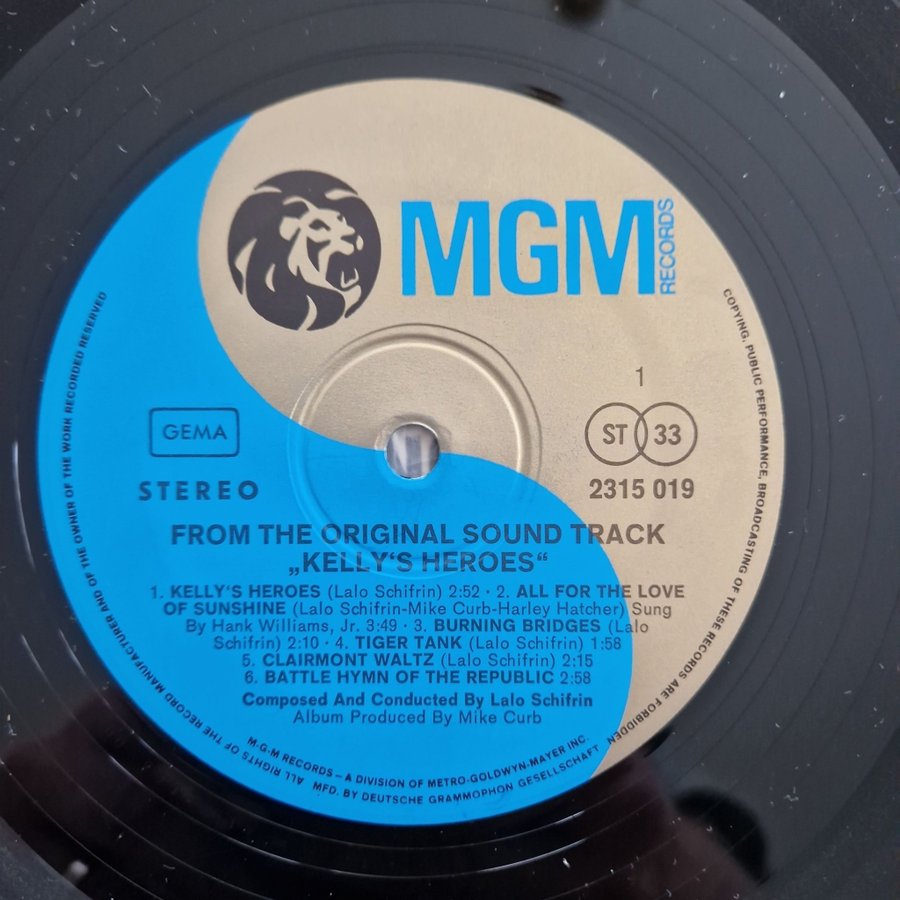 MGM
RECORDS
1
GEMA
ST 33
STEREO
2315 019
FROM THE ORIGINAL SOUND TRACK
„KELLY'S HEROES“
1. KELLY'S HEROES (Lalo Schifrin) 2:52 · 2. ALL FOR THE LOVE
OF SUNSHINE (Lalo Schifrin-Mike Curb-Harley Hatcher) Sung
By Hank Williams, Jr. 3:49 · 3. BURNING BRIDGES (Lalo
Schifrin) 2:10 · 4. TIGER TANK (Lalo Schifrin) 1:58
5. CLAIRMONT WALTZ (Lalo Schifrin) 2:15
6. BATTLE HYMN OF THE REPUBLIC 2:58
Composed And Conducted By Lalo Schifrin
Album Produced By Mike Curb
M-G-M RECORDS – A DIVISION OF METRO-GOLDWYN-MAYER INC.
MFD. BY DEUTSCHE GRAMMOPHON GESELLSCHAFT
ALL RIGHTS OF THE RECORD MANUFACTURER AND OF THE OWNER OF THE WORK RECORDED RESERVED
COPYING, PUBLIC PERFORMANCE, BROADCASTING OF THESE RECORDS ARE FORBIDDEN